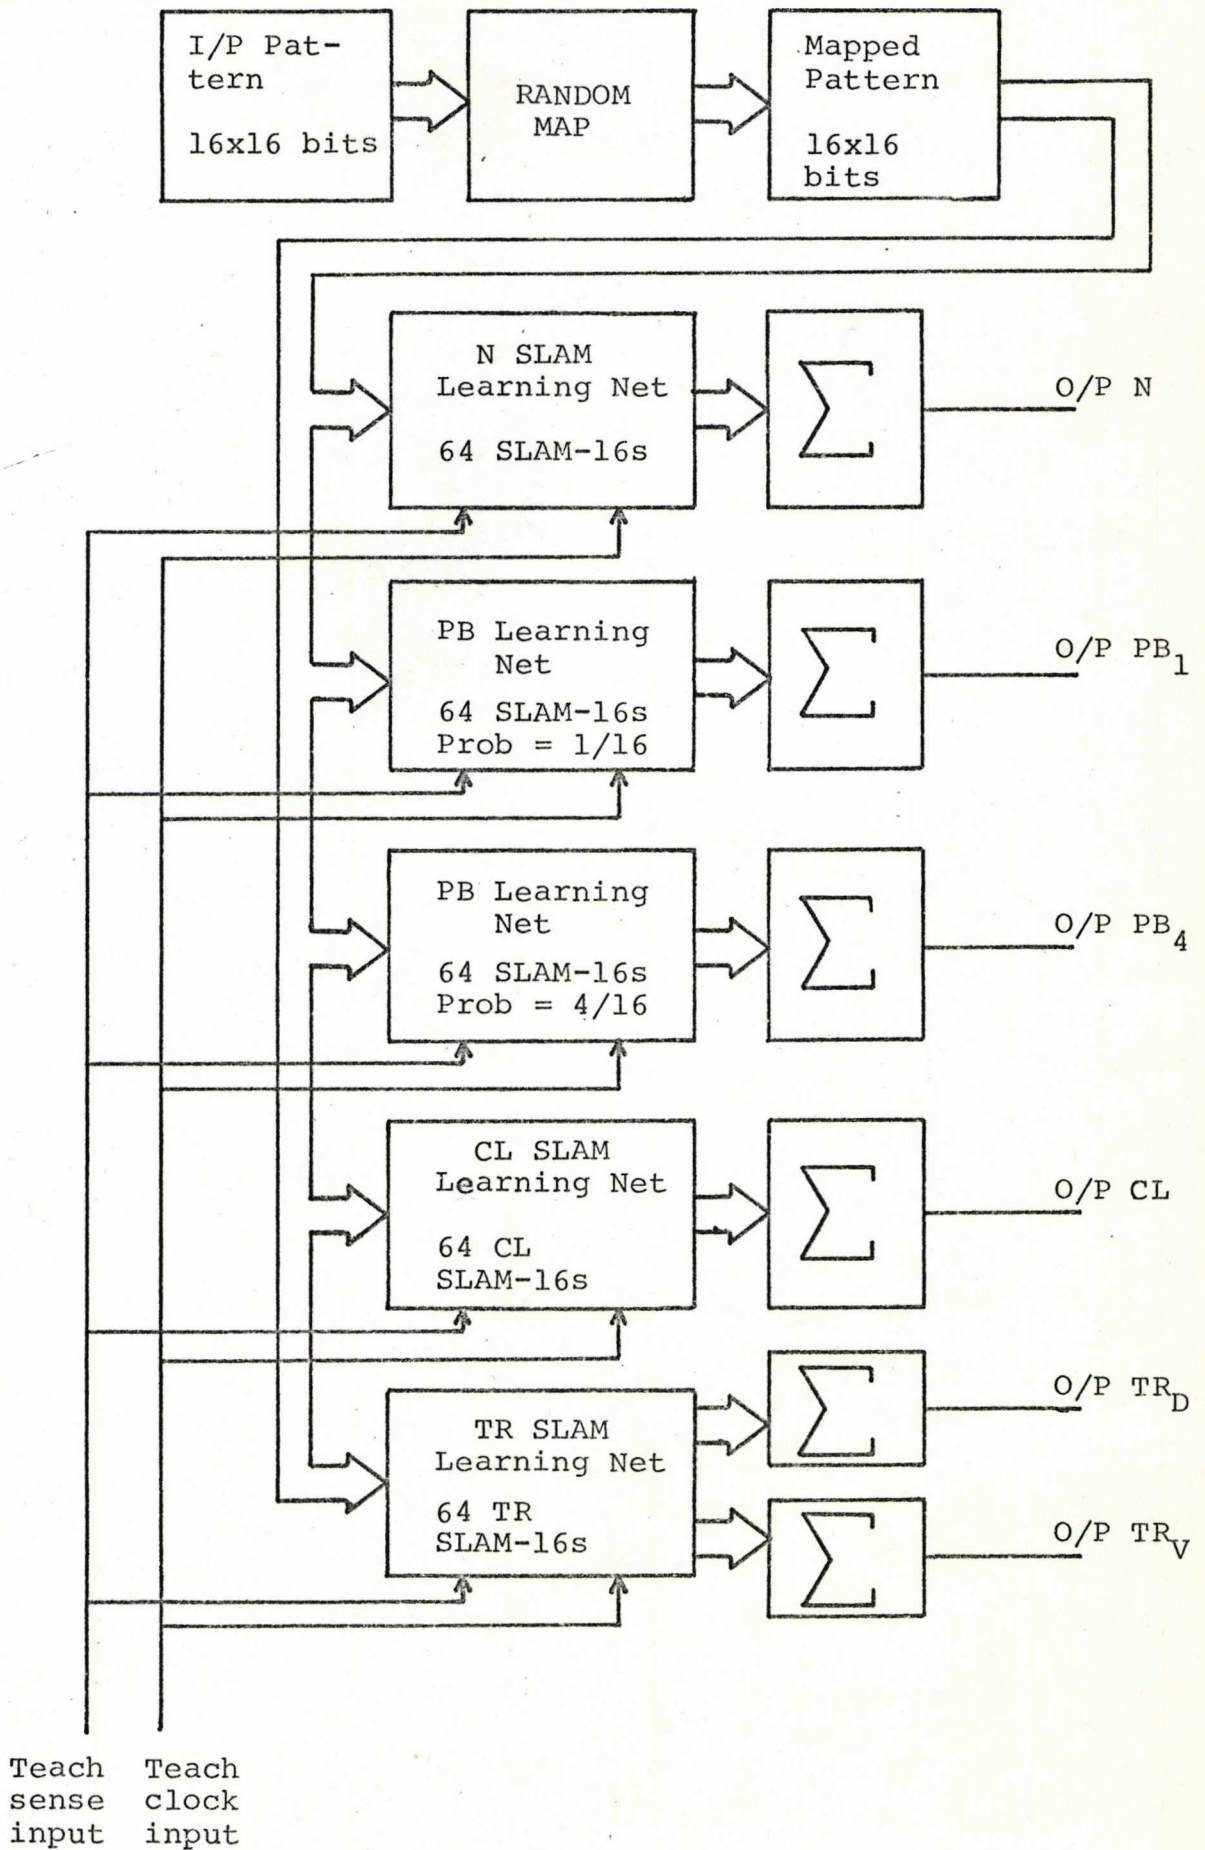 I/P Pat-
tern
16x16 bits
RANDOM
MAP
Mapped
Pattern
16x16
bits
N SLAM
Learning Net
64 SLAM-16s
Σ
O/P N
PB Learning
Net
64 SLAM-16s
Prob = 1/16
Σ
O/P PB1
PB Learning
Net
64 SLAM-16s
Prob = 4/16
Σ
O/P PB4
CL SLAM
Learning Net
64 CL
SLAM-16s
Σ
O/P CL
TR SLAM
Learning Net
64 TR
SLAM-16s
Σ
O/P TRD
Σ
O/P TRV
Teach
sense
input
Teach
clock
input